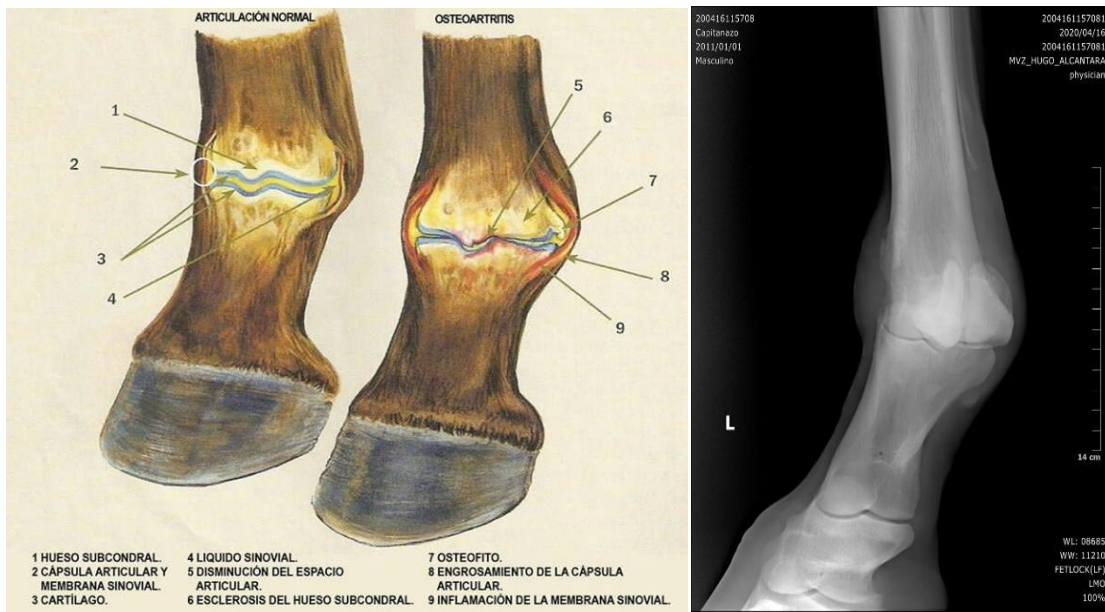 ARTICULACIÓN NORMAL
OSTEOARTRITIS
1
2
3
4
5
6
7
8
9
1 HUESO SUBCONDRAL.
2 CÁPSULA ARTICULAR Y
MEMBRANA SINOVIAL.
3 CARTÍLAGO.
4 LIQUIDO SINOVIAL.
5 DISMINUCIÓN DEL ESPACIO
ARTICULAR.
6 ESCLEROSIS DEL HUESO SUBCONDRAL.
7 OSTEOFITO.
8 ENGROSAMIENTO DE LA CÁPSULA
ARTICULAR.
9 INFLAMACIÓN DE LA MEMBRANA SINOVIAL.
200416115708
Capitanazo
2011/01/01
Masculino
2004161157081
2020/04/16
2004161157081
MVZ_HUGO_ALCANTARA
physician
L
14 cm
WL: 08685
WW: 11210
FETLOCK(LF)
LMO
100%